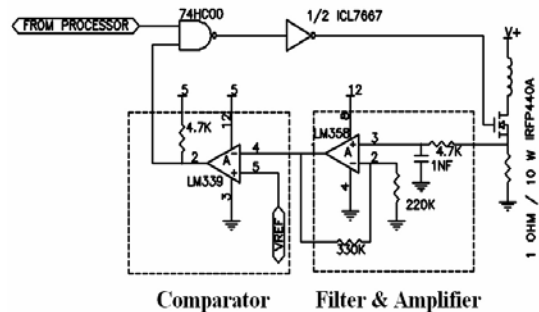 74HC00
FROM PROCESSOR
1/2 ICL7667
V+
5
5
12
4.7K
12
8
LM358
A
3
2
4
4.7K
1NF
220K
330K
2
A
4
5
LM339
3
VREF
1 OHM / 10 W IRFP440A
Comparator
Filter & Amplifier